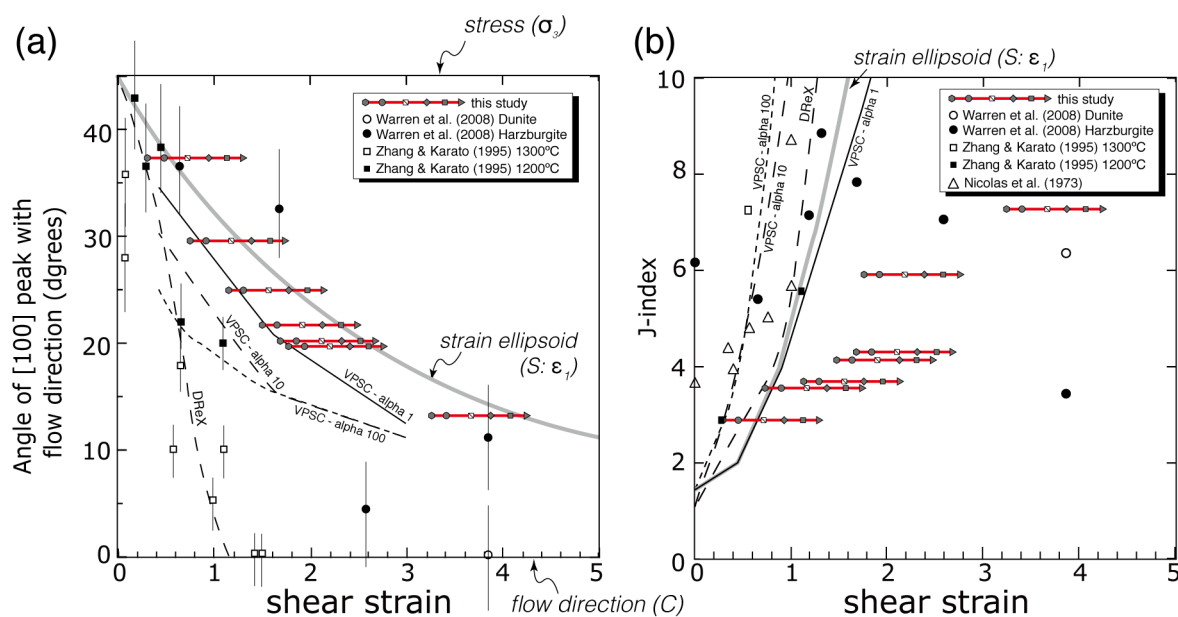 (a)
stress (σ3)
this study
Warren et al. (2008) Dunite
Warren et al. (2008) Harzburgite
Zhang & Karato (1995) 1300ºC
Zhang & Karato (1995) 1200ºC
Angle of [100] peak with
flow direction (dgrees)
40
30
20
10
0
DReX
VPSC - alpha 10
VPSC - alpha 100
VPSC - alpha 1
strain ellipsoid
(S: ε1)
0 1 2 3 4 5
shear strain
flow direction (C)
(b)
strain ellipsoid (S: ε1)
this study
Warren et al. (2008) Dunite
Warren et al. (2008) Harzburgite
Zhang & Karato (1995) 1300ºC
Zhang & Karato (1995) 1200ºC
Nicolas et al. (1973)
J-index
10
8
6
4
2
0
VPSC - alpha 100
VPSC - alpha 10
DReX
VPSC - alpha 1
0 1 2 3 4 5
shear strain